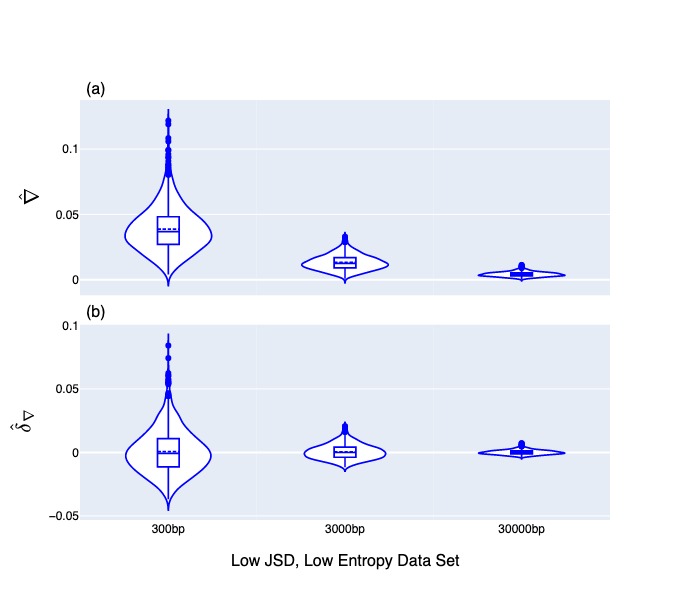 (a)
0.1
0.05
0
∇̂
(b)
0.1
0.05
0
−0.05
δ̂∇
300bp 3000bp 30000bp
Low JSD, Low Entropy Data Set